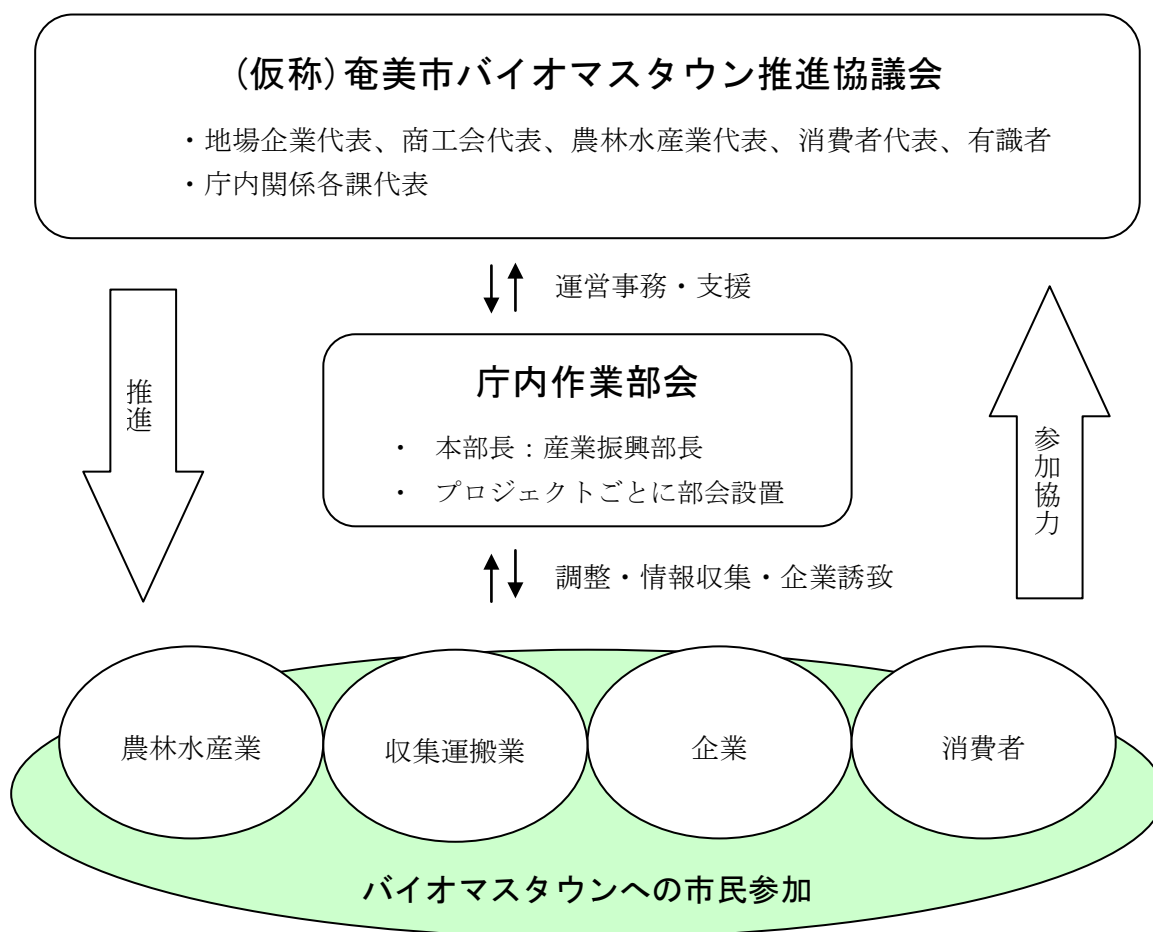 (仮称)奄美市バイオマスタウン推進協議会
・地場企業代表、商工会代表、農林水産業代表、消費者代表、有識者
・庁内関係各課代表
運営事務・支援
推進
庁内作業部会
・ 本部長：産業振興部長
・ プロジェクトごとに部会設置
参加協力
調整・情報収集・企業誘致
農林水産業
収集運搬業
企業
消費者
バイオマスタウンへの市民参加